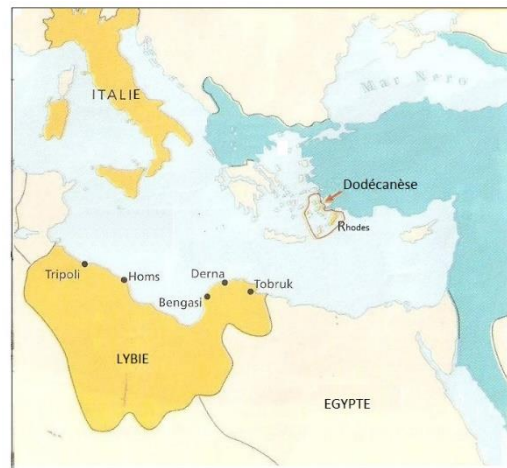 ITALIE
Mar Nero
Dodécanèse
Rhodes
Tripoli
Homs
Derna
Bengasi
Tobruk
LYBIE
EGYPTE